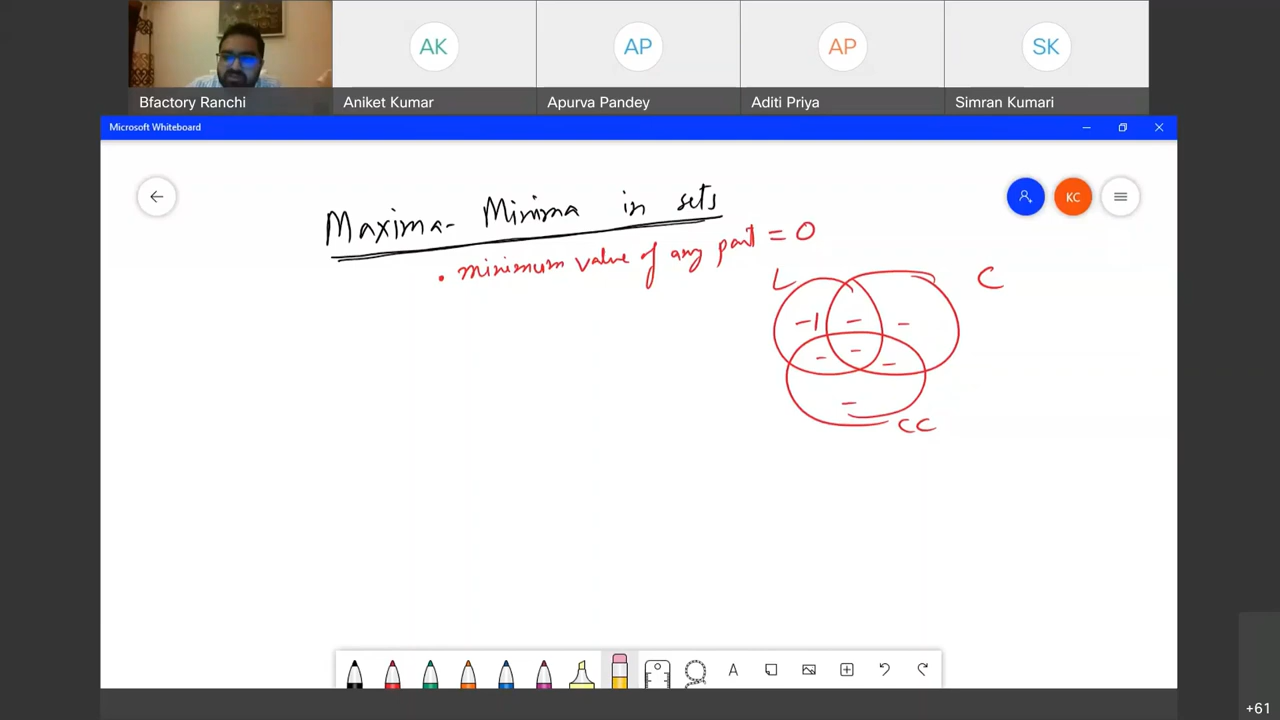 AK
AP
AP
SK
Bfactory Ranchi
Aniket Kumar
Apurva Pandey
Aditi Priya
Simran Kumari
Microsoft Whiteboard
KC
Maxima- Minima in sets
• minimum value of any part = 0
L
C
-1 - -
- - -
-
CC
A
+61